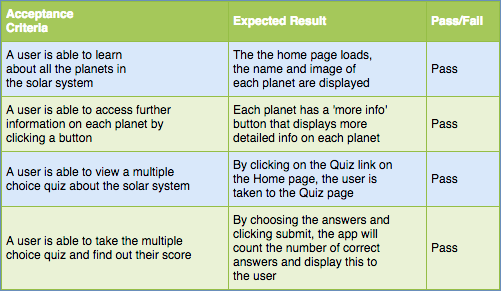 Acceptance
Criteria
Expected Result
Pass/Fail
A user is able to learn
about all the planets in
the solar system
The the home page loads,
the name and image of
each planet are displayed
Pass
A user is able to access further
information on each planet by
clicking a button
Each planet has a 'more info'
button that displays more
detailed info on each planet
Pass
A user is able to view a multiple
choice quiz about the solar system
By clicking on the Quiz link on
the Home page, the user is
taken to the Quiz page
Pass
A user is able to take the multiple
choice quiz and find out their score
By choosing the answers and
clicking submit, the app will
count the number of correct
answers and display this to
the user
Pass